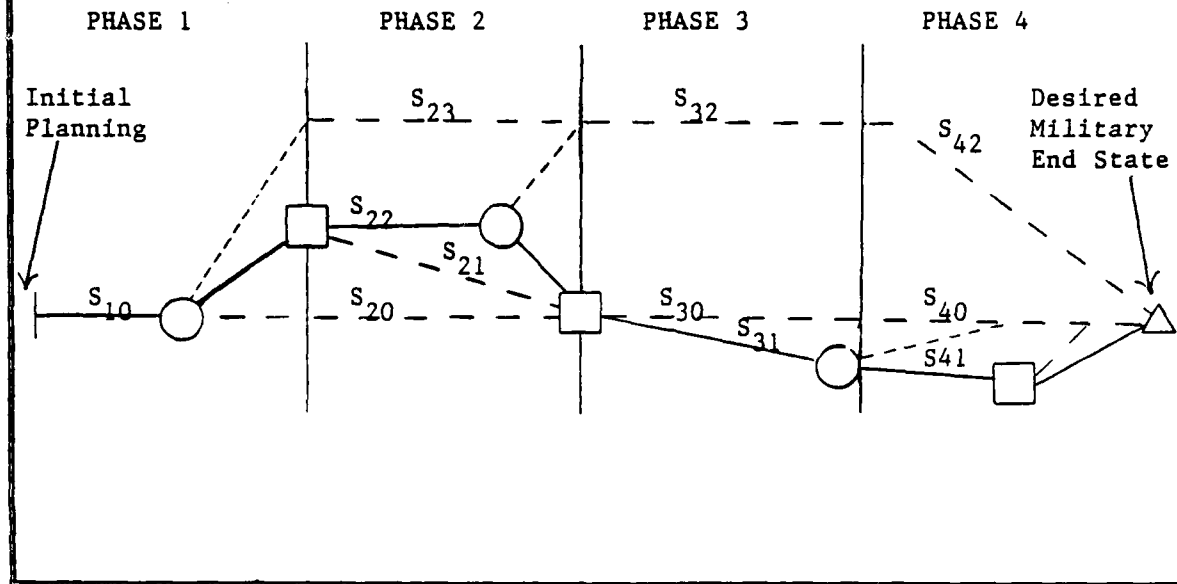 PHASE 1 PHASE 2 PHASE 3 PHASE 4
Initial
Planning
Desired
Military
End State
S23 S32 S42
S22
S21
S10 S20 S30 S40
S31
S41